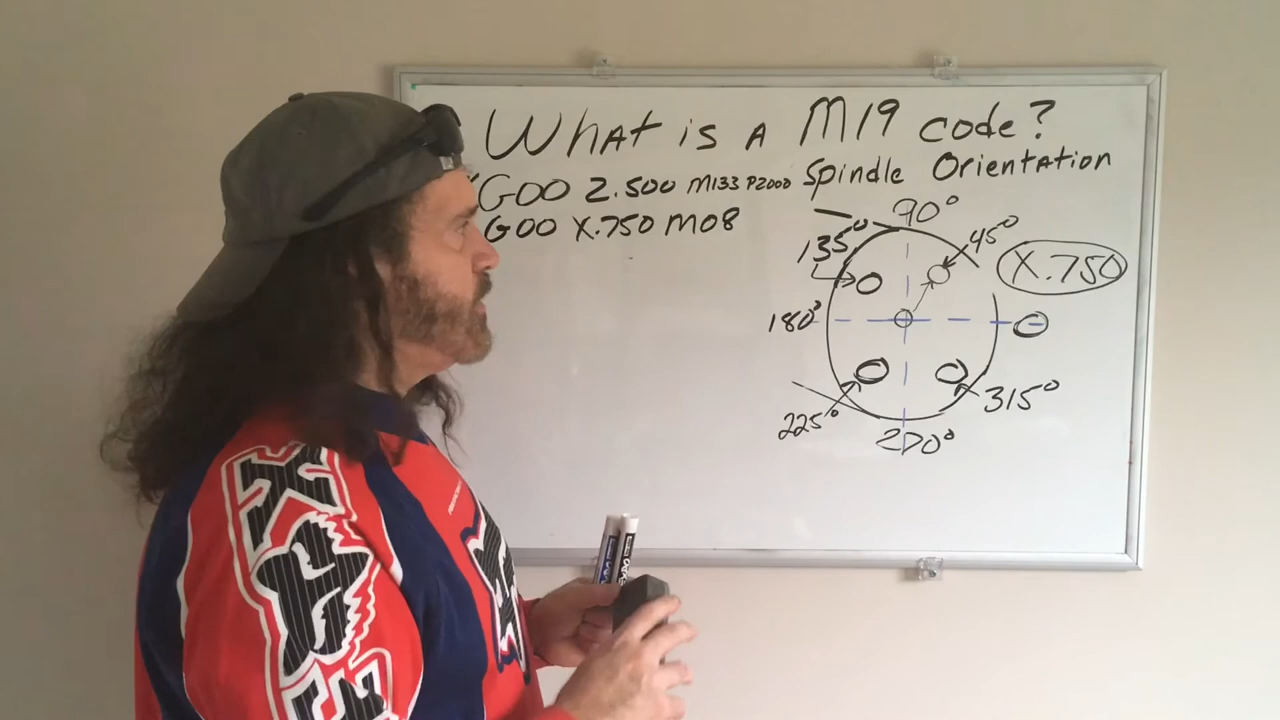 What is a M19 code?
G00 Z.500 M133 P2000 Spindle Orientation
G00 X.750 M08
90°
135°
45°
X.750
180°
315°
225°
270°
FOX